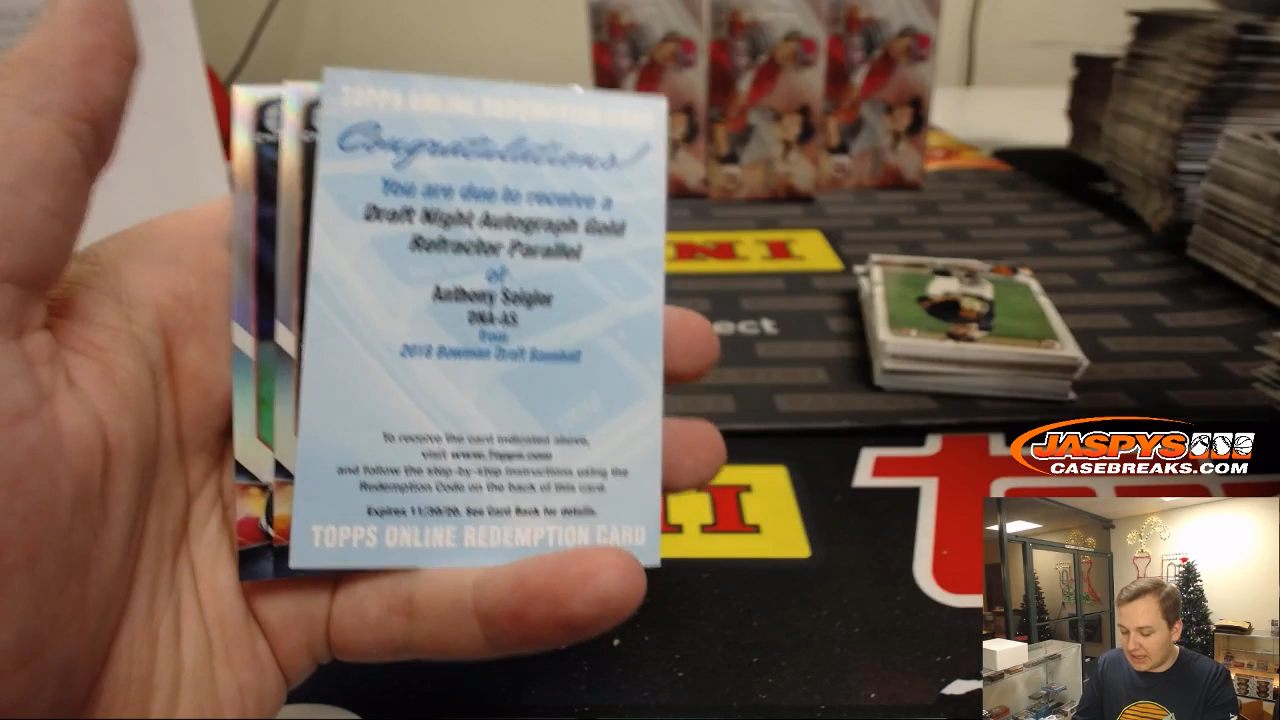 TOPPS ONLINE REDEMPTION CARD
Congratulations!
You are due to receive a
Draft Night Autograph Gold
Refractor Parallel
of
Anthony Seigler
DNA-AS
from
2018 Bowman Draft Baseball
To receive the card indicated above,
visit www.Topps.com
and follow the step-by-step instructions using the
Redemption Code on the back of this card.
Expires 11/30/20. See Card Back for details.
TOPPS ONLINE REDEMPTION CARD
NINI
ect
JASPYS
CASEBREAKS.COM